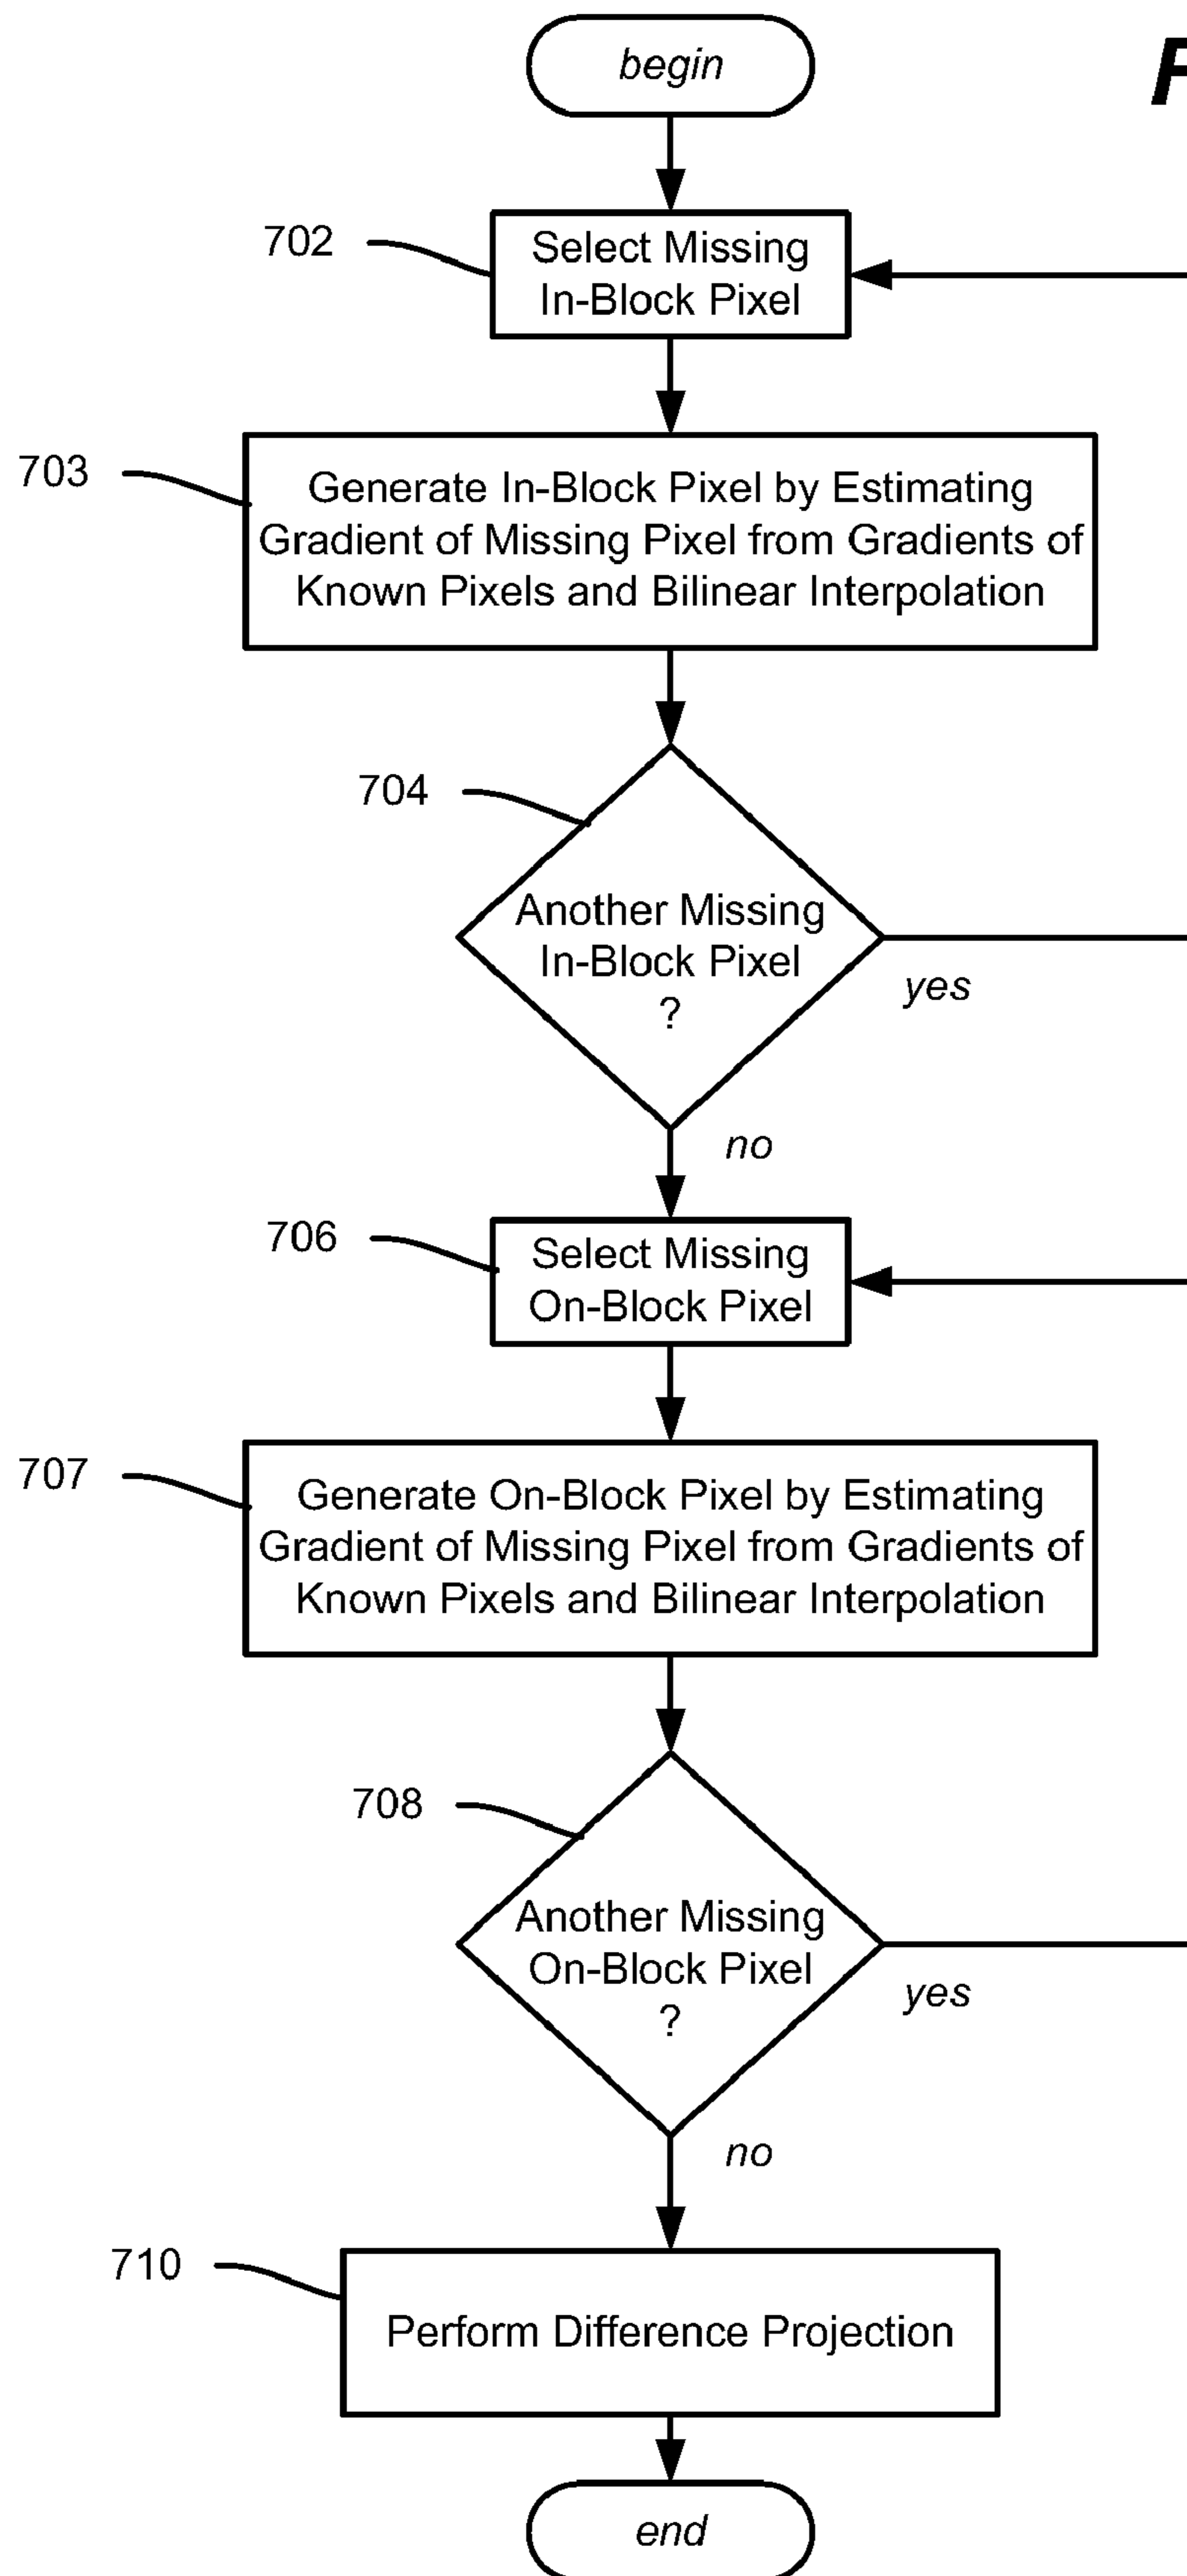 begin
702
Select Missing
In-Block Pixel
703
Generate In-Block Pixel by Estimating
Gradient of Missing Pixel from Gradients of
Known Pixels and Bilinear Interpolation
704
Another Missing
In-Block Pixel
?
yes
no
706
Select Missing
On-Block Pixel
707
Generate On-Block Pixel by Estimating
Gradient of Missing Pixel from Gradients of
Known Pixels and Bilinear Interpolation
708
Another Missing
On-Block Pixel
?
yes
no
710
Perform Difference Projection
end